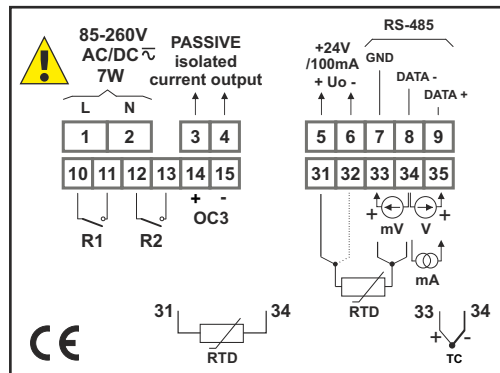 85-260V
AC/DC
7W
L N
PASSIVE
isolated
current output
+24V
/100mA
+ Uo -
RS-485
GND
DATA -
DATA +
1 2 3 4 5 6 7 8 9
10 11 12 13 14 15 31 32 33 34 35
R1 R2
+ -
OC3
+ mV
V +
mA
RTD
31 34
RTD
33 34
+ -
TC
CE